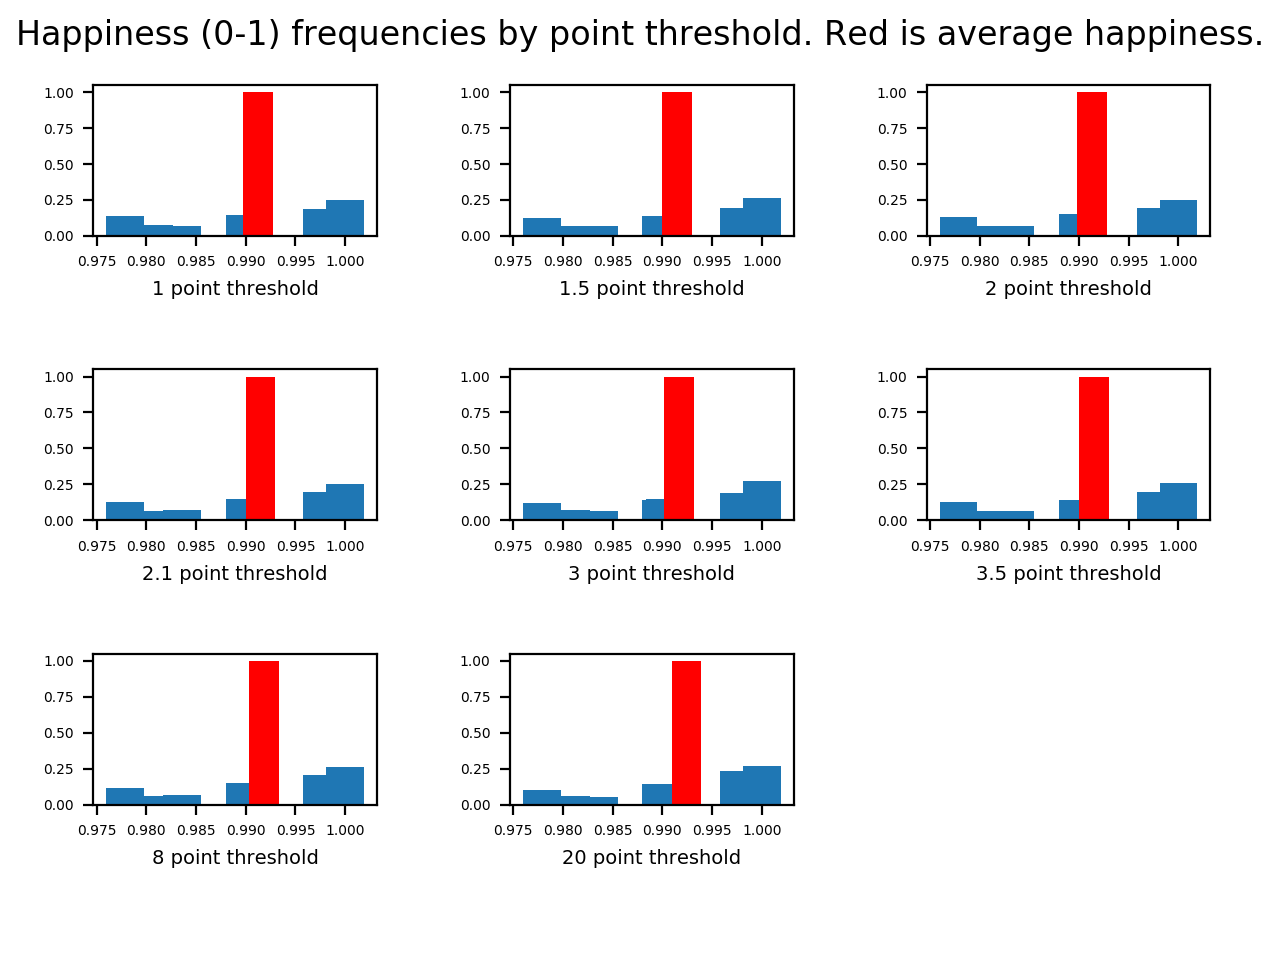 Happiness (0-1) frequencies by point threshold. Red is average happiness.
1.00 1.00 1.00
0.75 0.75 0.75
0.50 0.50 0.50
0.25 0.25 0.25
0.00 0.00 0.00
0.975 0.980 0.985 0.990 0.995 1.000 0.975 0.980 0.985 0.990 0.995 1.000 0.975 0.980 0.985 0.990 0.995 1.000
1 point threshold 1.5 point threshold 2 point threshold
1.00 1.00 1.00
0.75 0.75 0.75
0.50 0.50 0.50
0.25 0.25 0.25
0.00 0.00 0.00
0.975 0.980 0.985 0.990 0.995 1.000 0.975 0.980 0.985 0.990 0.995 1.000 0.975 0.980 0.985 0.990 0.995 1.000
2.1 point threshold 3 point threshold 3.5 point threshold
1.00 1.00
0.75 0.75
0.50 0.50
0.25 0.25
0.00 0.00
0.975 0.980 0.985 0.990 0.995 1.000 0.975 0.980 0.985 0.990 0.995 1.000
8 point threshold 20 point threshold